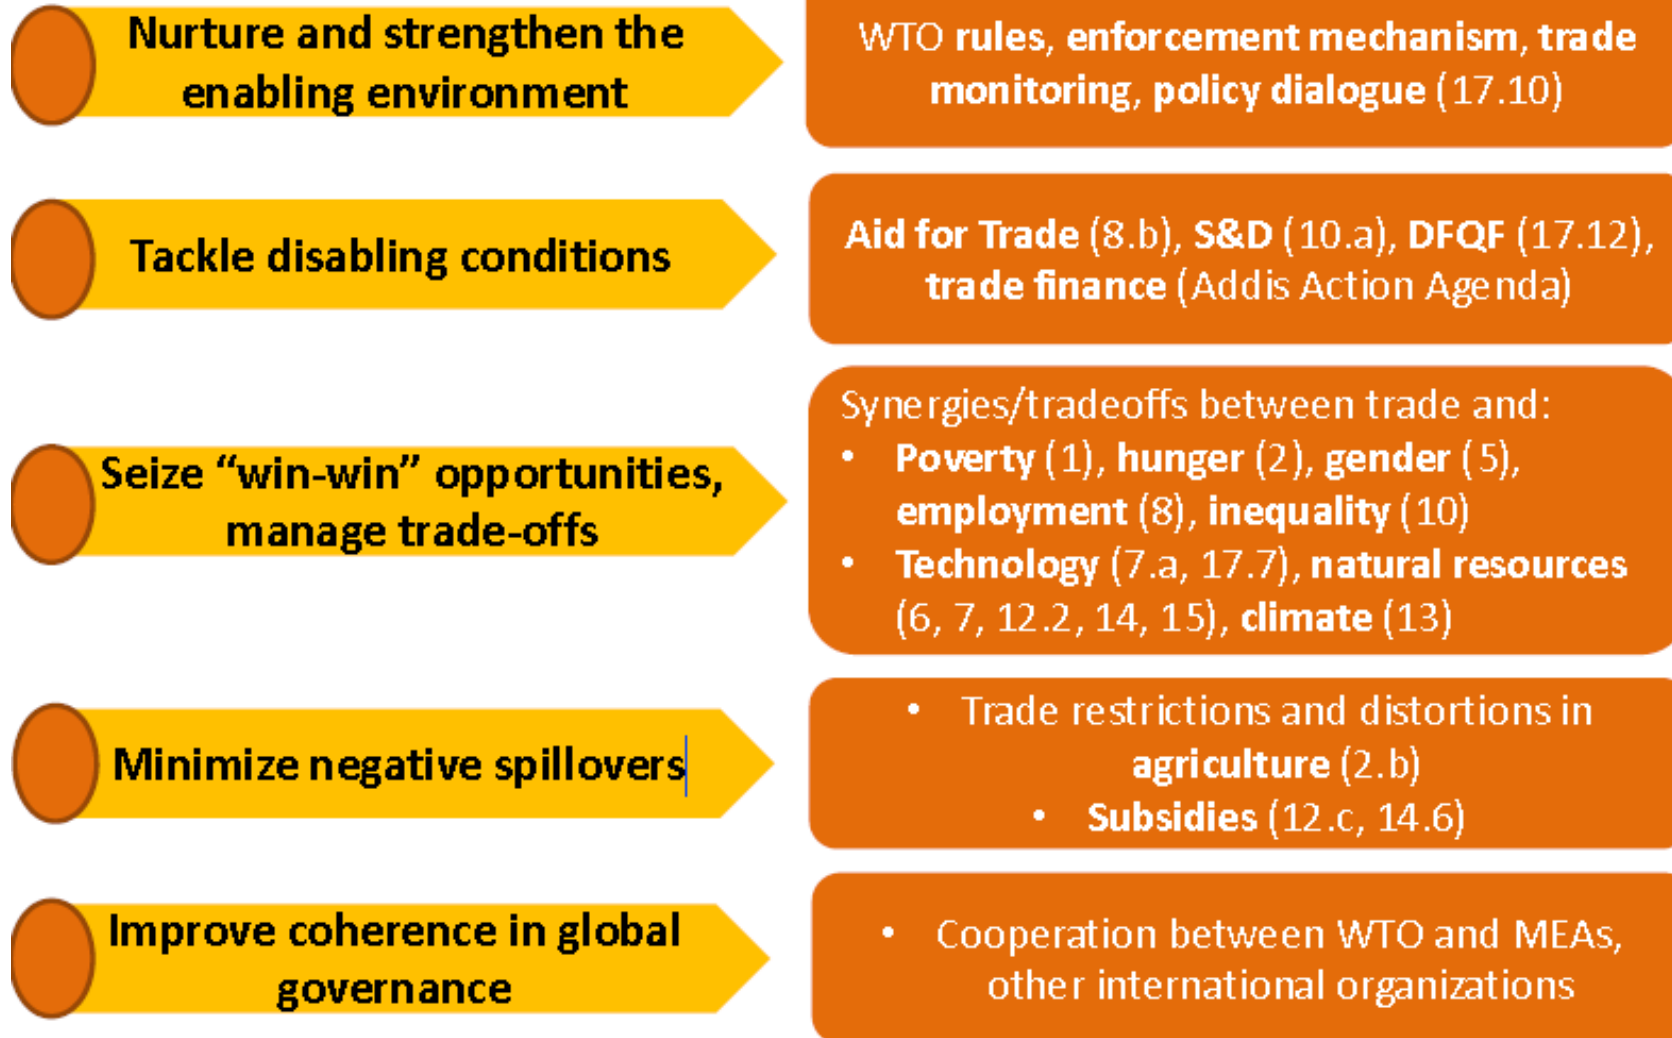 Nurture and strengthen the
enabling environment
WTO rules, enforcement mechanism, trade
monitoring, policy dialogue (17.10)
Tackle disabling conditions
Aid for Trade (8.b), S&D (10.a), DFQF (17.12),
trade finance (Addis Action Agenda)
Seize “win-win” opportunities,
manage trade-offs
Synergies/tradeoffs between trade and:
• Poverty (1), hunger (2), gender (5),
employment (8), inequality (10)
• Technology (7.a, 17.7), natural resources
(6, 7, 12.2, 14, 15), climate (13)
Minimize negative spillovers
• Trade restrictions and distortions in
agriculture (2.b)
• Subsidies (12.c, 14.6)
Improve coherence in global
governance
• Cooperation between WTO and MEAs,
other international organizations